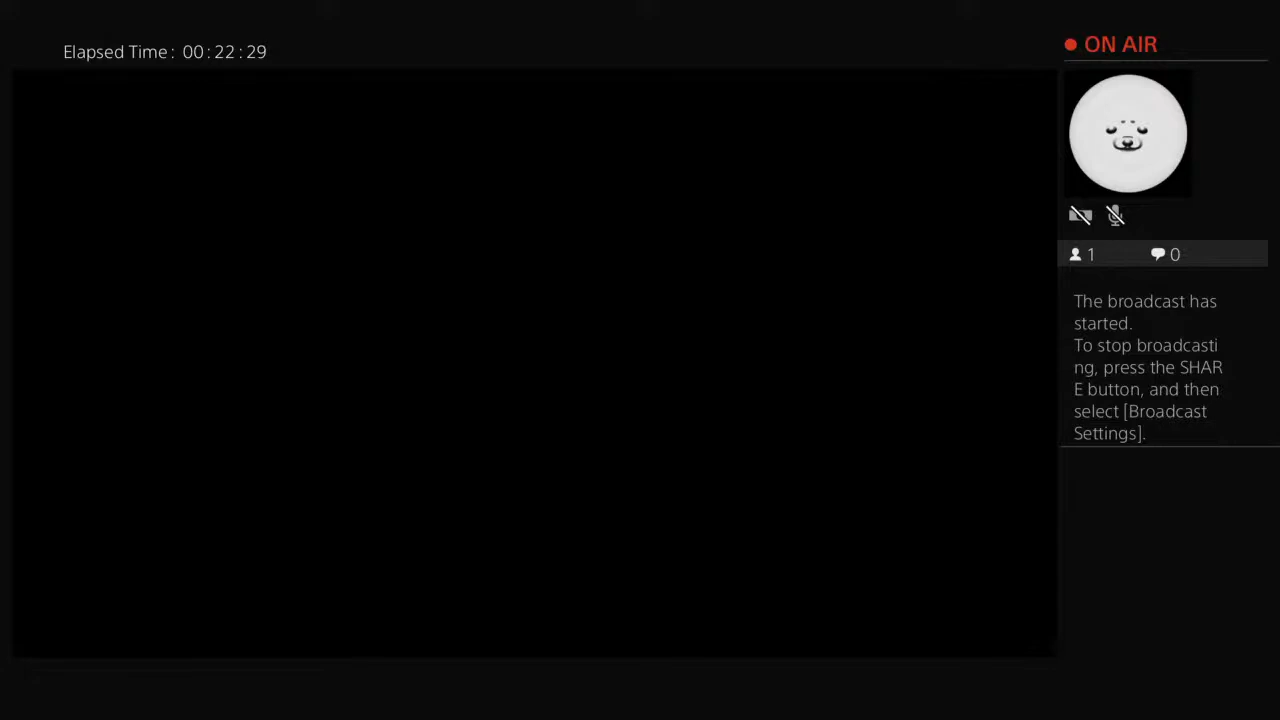 Elapsed Time: 00:22:29
ON AIR
1
0
The broadcast has
started.
To stop broadcasti
ng, press the SHAR
E button, and then
select [Broadcast
Settings].